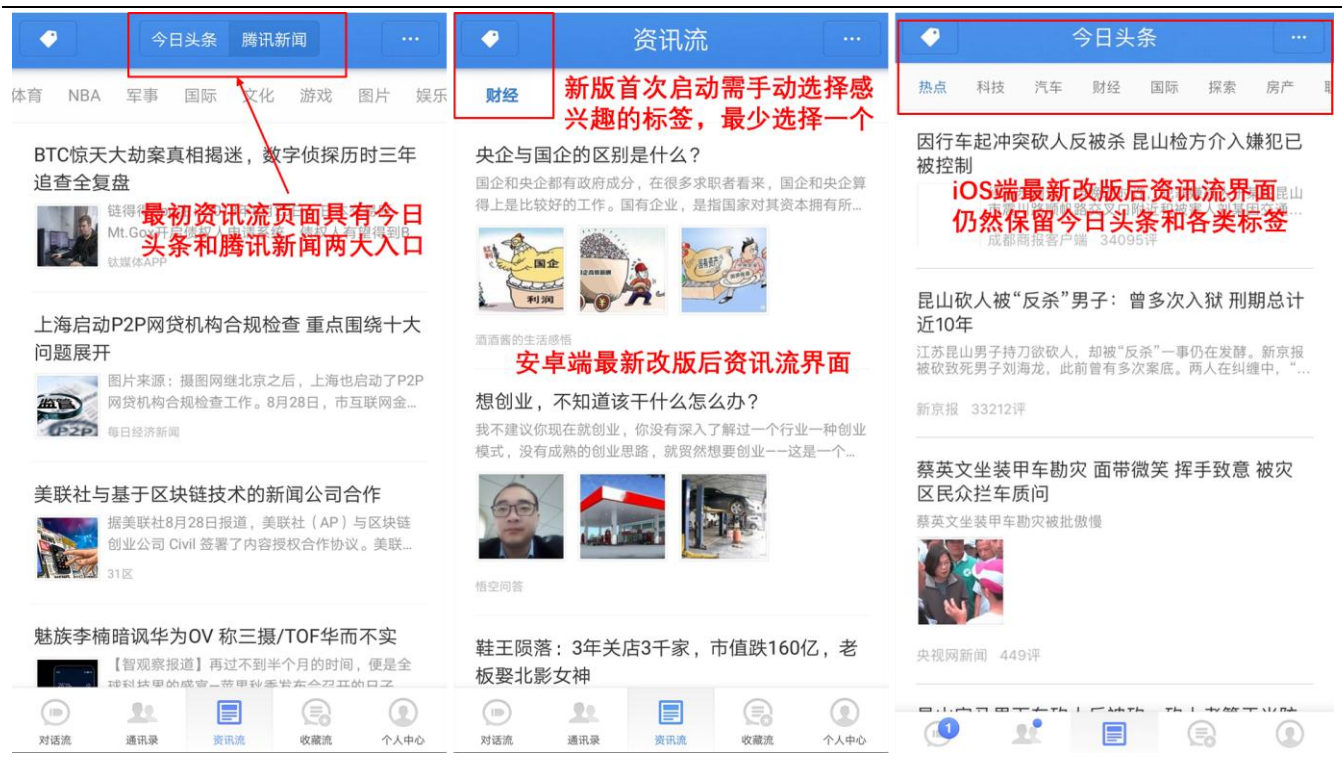 今日头条 腾讯新闻
体育 NBA 军事 国际 文化 游戏 图片 娱乐
BTC惊天大劫案真相揭迷，数字侦探历时三年
追查全复盘
最初资讯流页面具有今日
头条和腾讯新闻两大入口
钛媒体APP
上海启动P2P网贷机构合规检查 重点围绕十大
问题展开
图片来源：摄图网继北京之后，上海也启动了P2P
网贷机构合规检查工作。8月28日，市互联网金...
每日经济新闻
监管
P2P
美联社与基于区块链技术的新闻公司合作
据美联社8月28日报道，美联社（AP）与区块链
创业公司 Civil 签署了内容授权合作协议。美联...
31区
魅族李楠暗讽华为OV 称三摄/TOF华而不实
【智观察报道】再过不到半个月的时间，便是全
对话流 通讯录 资讯流 收藏流 个人中心
资讯流
财经
新版首次启动需手动选择感
兴趣的标签，最少选择一个
央企与国企的区别是什么？
国企和央企都有政府成分，在很多求职者看来，国企和央企算
得上是比较好的工作。国有企业，是指国家对其资本拥有所...
国企
利润
酒酒酱的生活感悟
安卓端最新改版后资讯流界面
想创业，不知道该干什么怎么办？
我不建议你现在就创业，你没有深入了解过一个行业一种创业
模式，没有成熟的创业思路，就贸然想要创业——这是一个...
悟空问答
鞋王陨落：3年关店3千家，市值跌160亿，老
板娶北影女神
对话流 通讯录 资讯流 收藏流 个人中心
今日头条
热点 科技 汽车 财经 国际 探索 房产
因行车起冲突砍人反被杀 昆山检方介入嫌犯已
被控制
iOS端最新改版后资讯流界面
仍然保留今日头条和各类标签
成都商报客户端 34095评
昆山砍人被“反杀”男子：曾多次入狱 刑期总计
近10年
江苏昆山男子持刀欲砍人，却被“反杀”一事仍在发酵。新京报
被砍致死男子刘海龙，此前曾有多次案底。两人在纠缠中，“...
新京报 33212评
蔡英文坐装甲车勘灾 面带微笑 挥手致意 被灾
区民众拦车质问
蔡英文坐装甲车勘灾被批傲慢
央视网新闻 449评
1